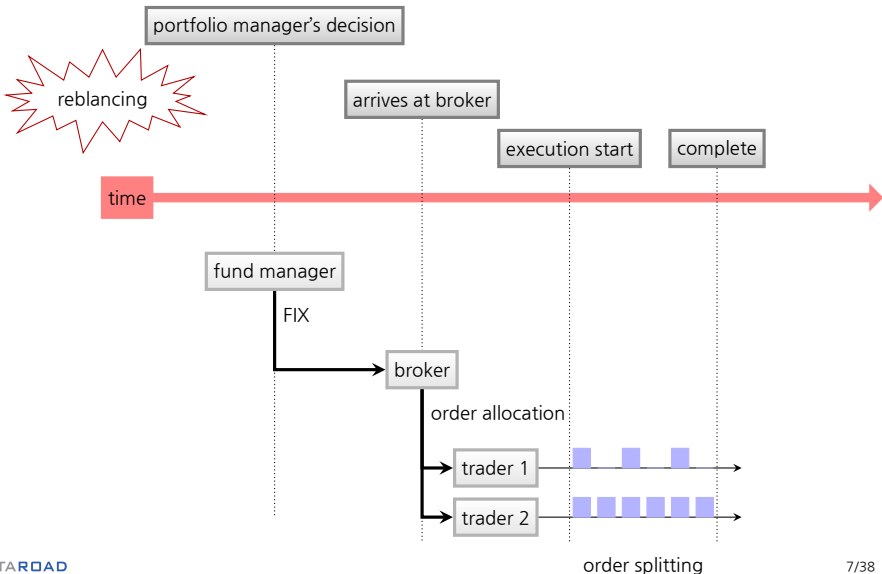 portfolio manager's decision
reblancing
arrives at broker
execution start
complete
time
fund manager
FIX
broker
order allocation
trader 1
trader 2
order splitting
TAROAD
7/38